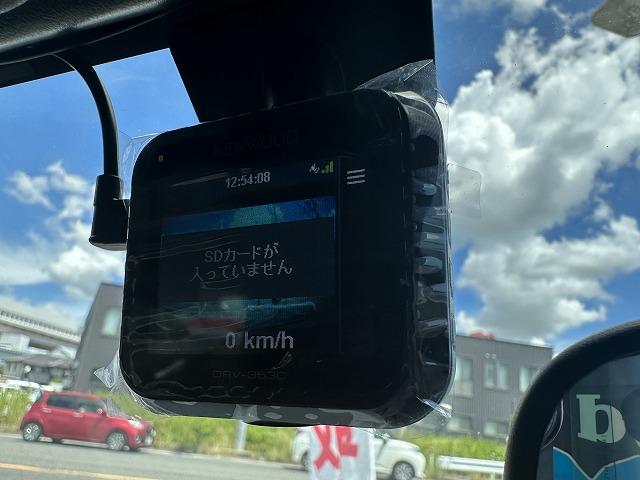 KENWOOD
12:54:08
SDカードが
入っていません
0 km/h
DRV-353C
b